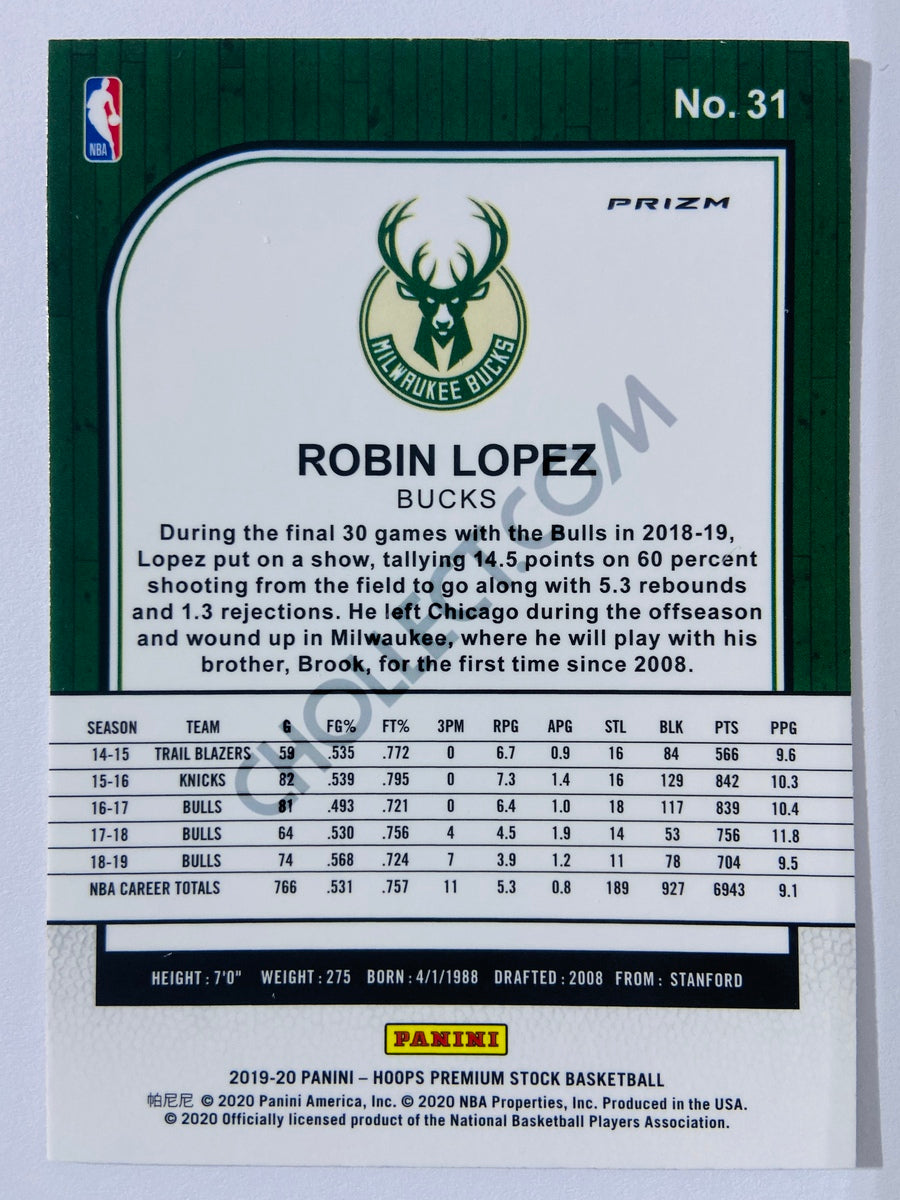 No. 31
NBA
PRIZM
MILWAUKEE BUCKS
ROBIN LOPEZ
BUCKS
During the final 30 games with the Bulls in 2018-19,
Lopez put on a show, tallying 14.5 points on 60 percent
shooting from the field to go along with 5.3 rebounds
and 1.3 rejections. He left Chicago during the offseason
and wound up in Milwaukee, where he will play with his
brother, Brook, for the first time since 2008.
CHOLLECT.COM
SEASON TEAM G FG% FT% 3PM RPG APG STL BLK PTS PPG
14-15 TRAIL BLAZERS 59 .535 .772 0 6.7 0.9 16 84 566 9.6
15-16 KNICKS 82 .539 .795 0 7.3 1.4 16 129 842 10.3
16-17 BULLS 81 .493 .721 0 6.4 1.0 18 117 839 10.4
17-18 BULLS 64 .530 .756 4 4.5 1.9 14 53 756 11.8
18-19 BULLS 74 .568 .724 7 3.9 1.2 11 78 704 9.5
NBA CAREER TOTALS 766 .531 .757 11 5.3 0.8 189 927 6943 9.1
HEIGHT: 7'0" WEIGHT: 275 BORN: 4/1/1988 DRAFTED: 2008 FROM: STANFORD
PANINI
2019-20 PANINI – HOOPS PREMIUM STOCK BASKETBALL
帕尼尼 © 2020 Panini America, Inc. © 2020 NBA Properties, Inc. Produced in the USA.
© 2020 Officially licensed product of the National Basketball Players Association.